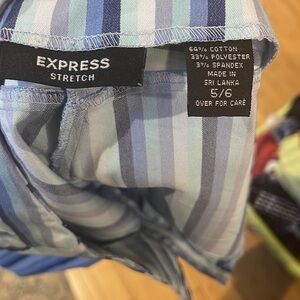 EXPRESS
STRETCH
64% COTTON
33% POLYESTER
3% SPANDEX
MADE IN
SRI LANKA
5/6
OVER FOR CARE